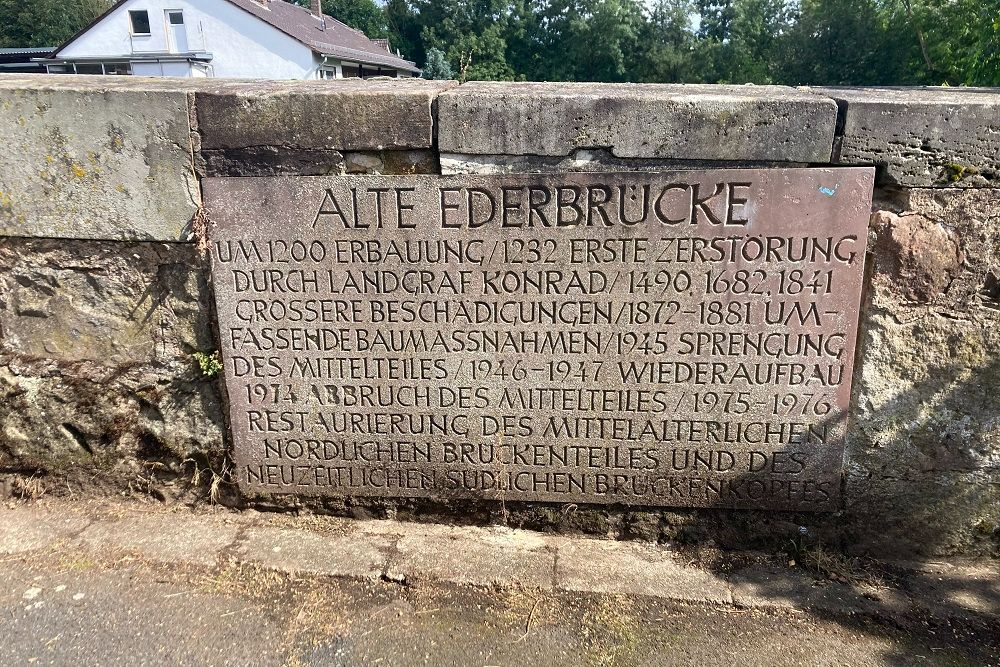 ALTE EDERBRÜCKE
UM 1200 ERBAUUNG/1232 ERSTE ZERSTÖRUNG
DURCH LANDGRAF KONRAD/1490, 1682, 1841
GRÖSSERE BESCHÄDIGUNGEN/1872-1881 UM-
FASSENDE BAUMASSNAHMEN/1945 SPRENGUNG
DES MITTELTEILES/1946-1947 WIEDERAUFBAU
1974 ABBRUCH DES MITTELTEILES/1975-1976
RESTAURIERUNG DES MITTELALTERLICHEN
NÖRDLICHEN BRÜCKENTEILES UND DES
NEUZEITLICHEN SÜDLICHEN BRÜCKENKOPFES